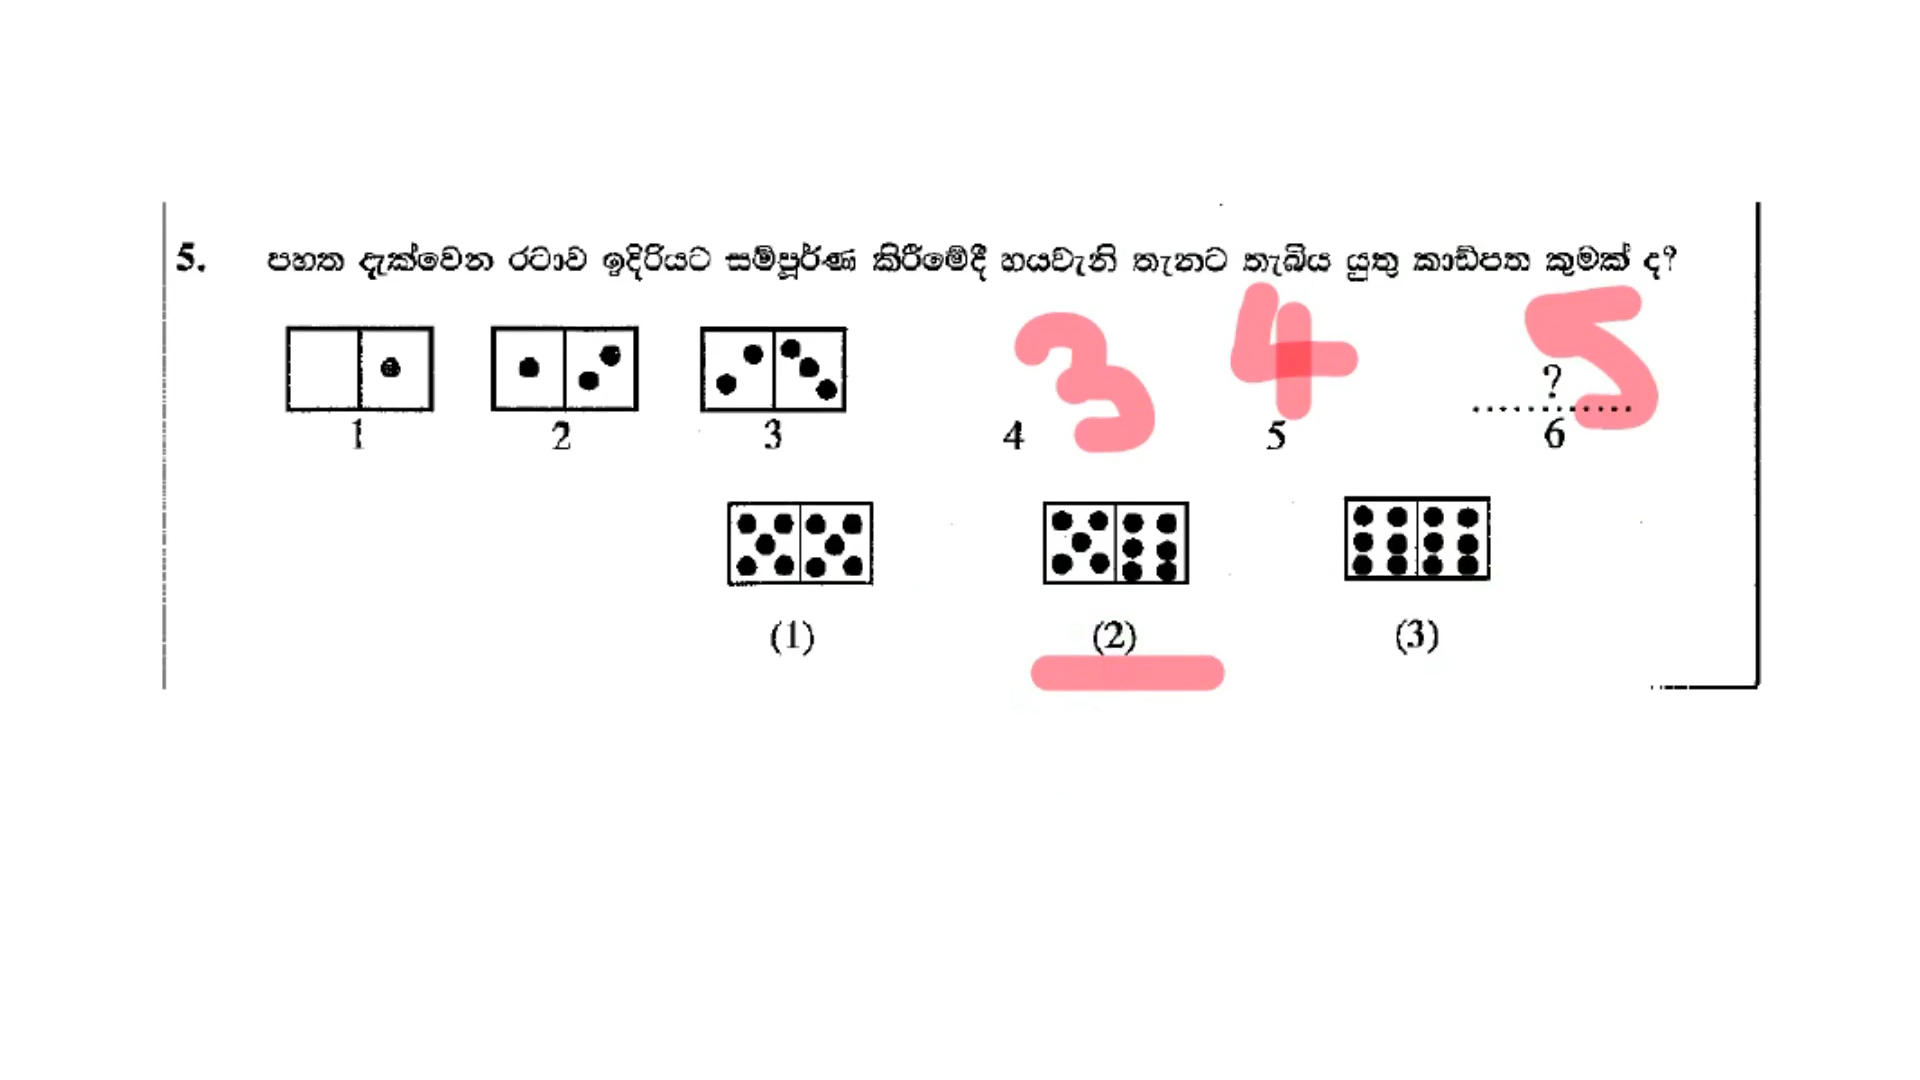 5. පහත දැක්වෙන රටාව ඉදිරියට සම්පූර්ණ කිරීමේදී හයවැනි තැනට තැබිය යුතු කාඩ්පත කුමක් ද?
3 4 5
?
1 2 3 4 5 6
(1) (2) (3)